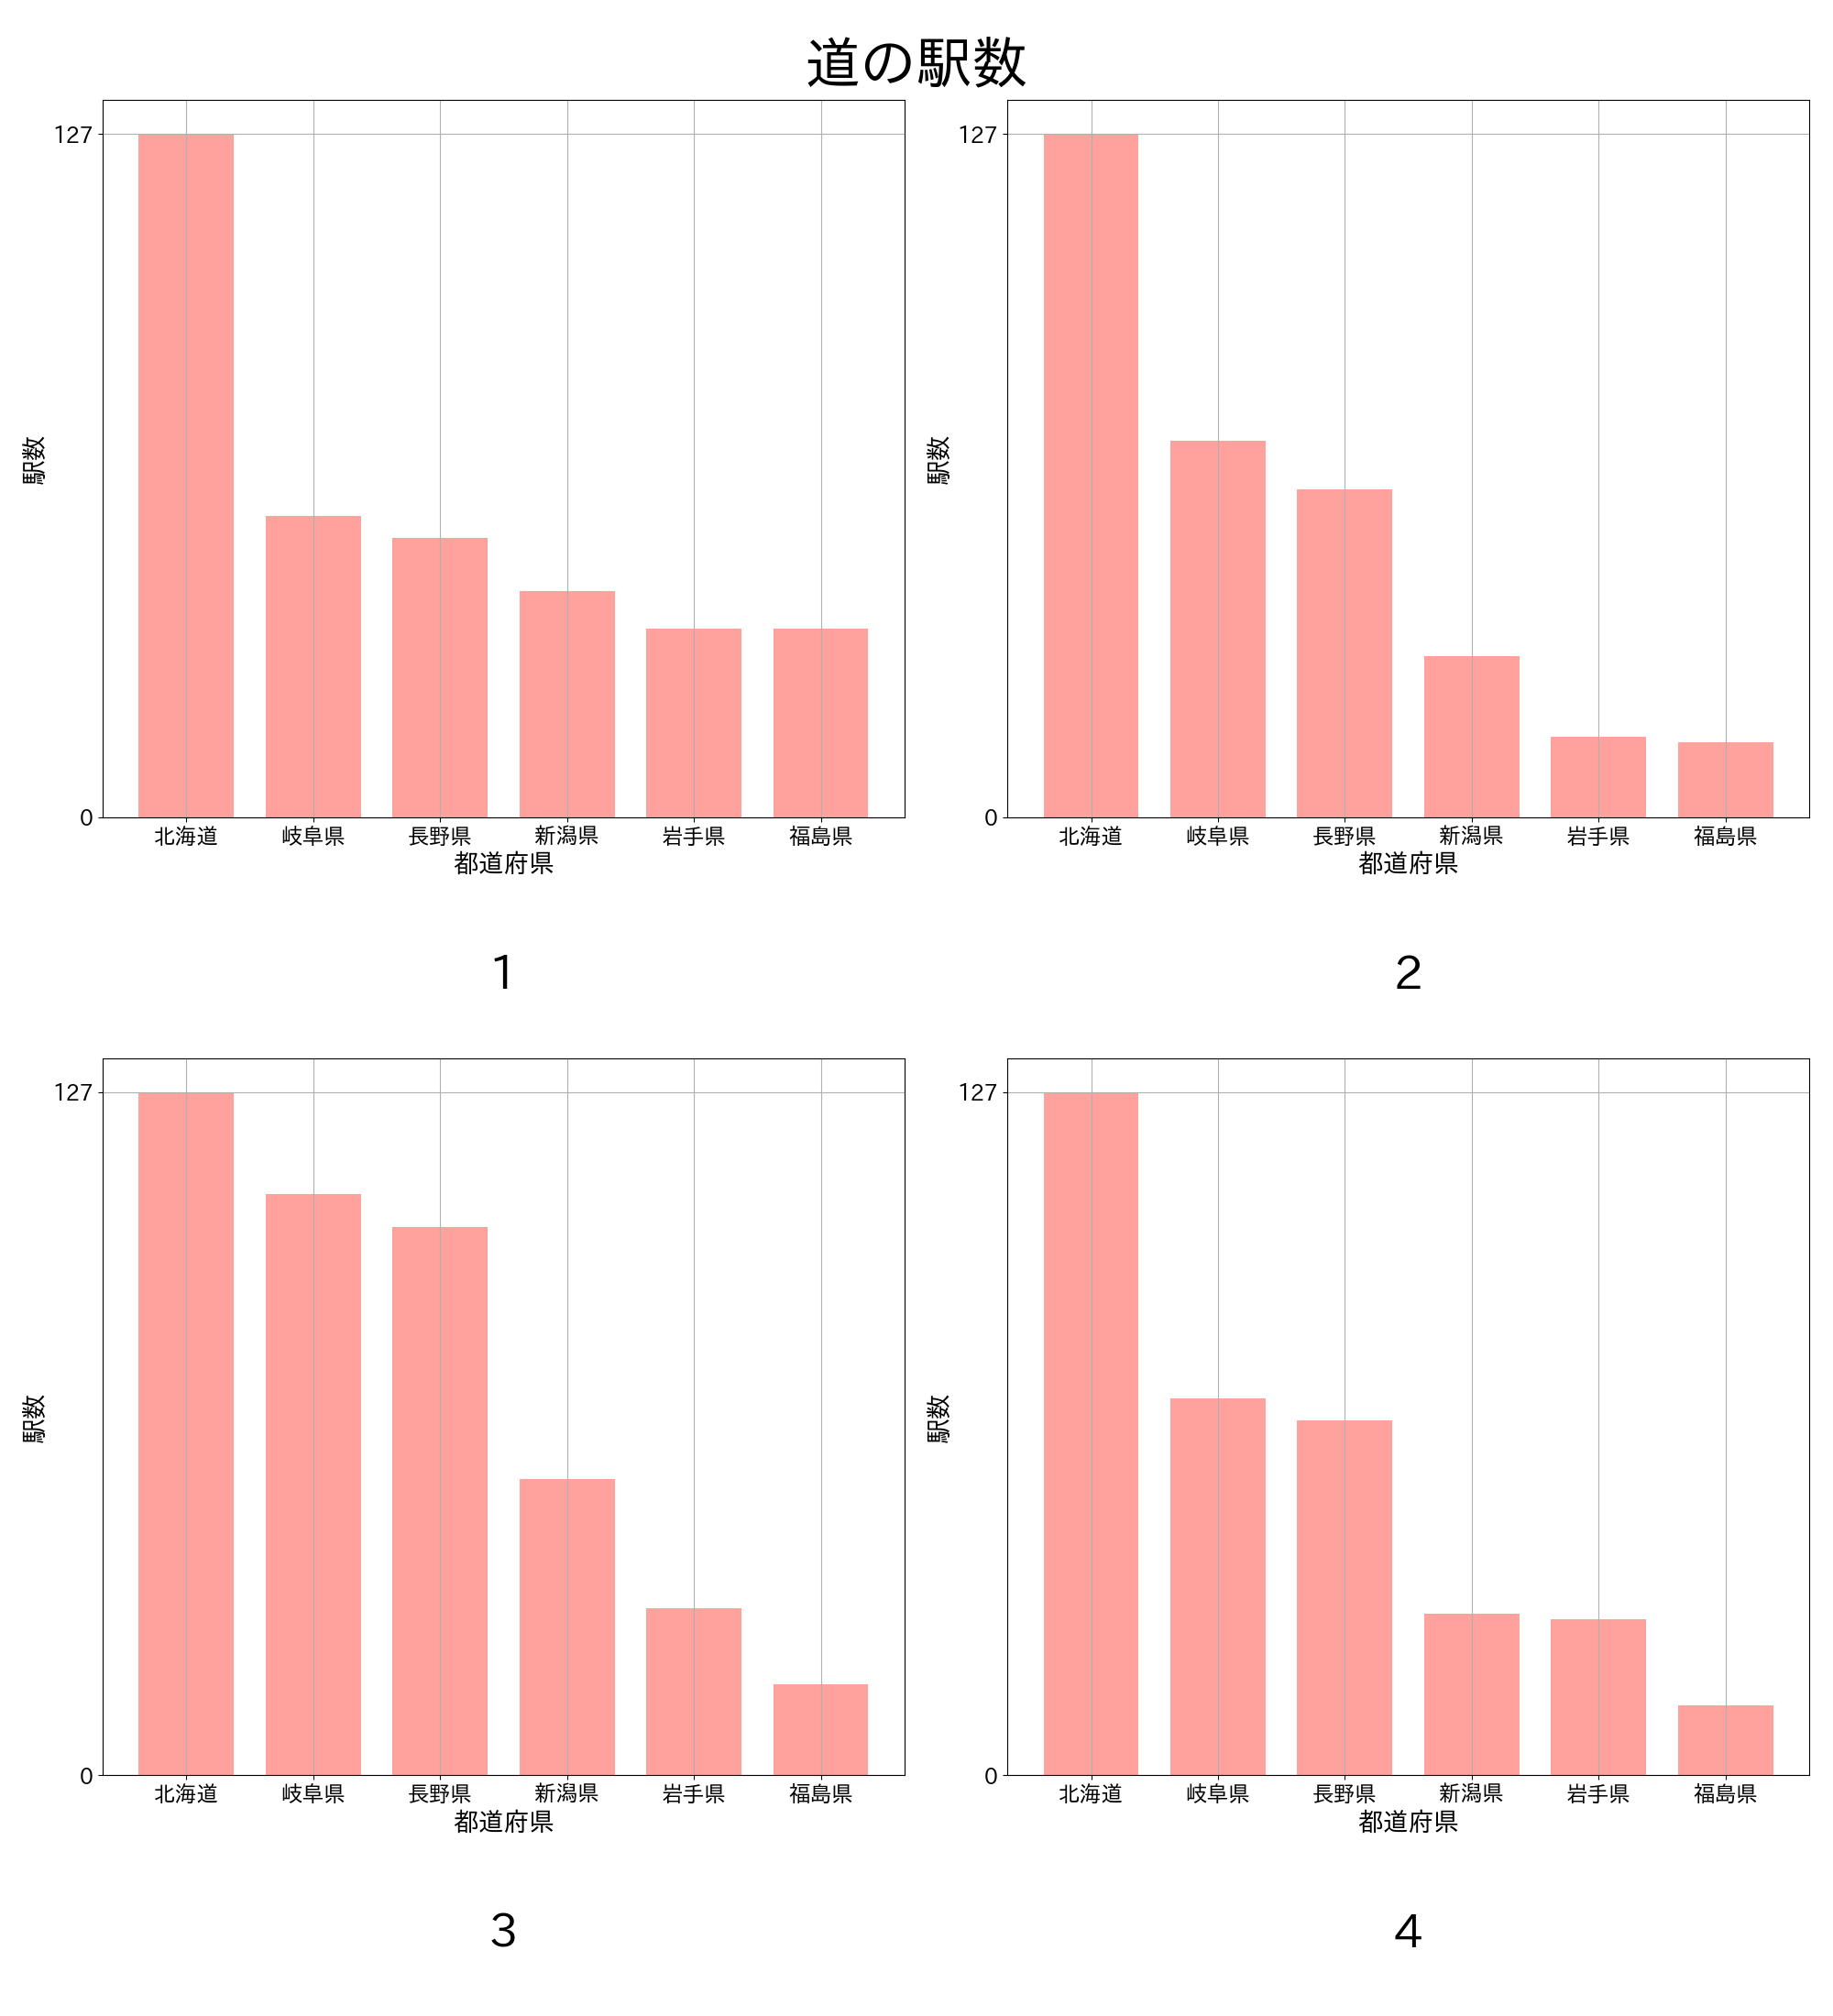 道の駅数
127
0
駅数
北海道 岐阜県 長野県 新潟県 岩手県 福島県
都道府県
1
127
0
駅数
北海道 岐阜県 長野県 新潟県 岩手県 福島県
都道府県
2
127
0
駅数
北海道 岐阜県 長野県 新潟県 岩手県 福島県
都道府県
3
127
0
駅数
北海道 岐阜県 長野県 新潟県 岩手県 福島県
都道府県
4